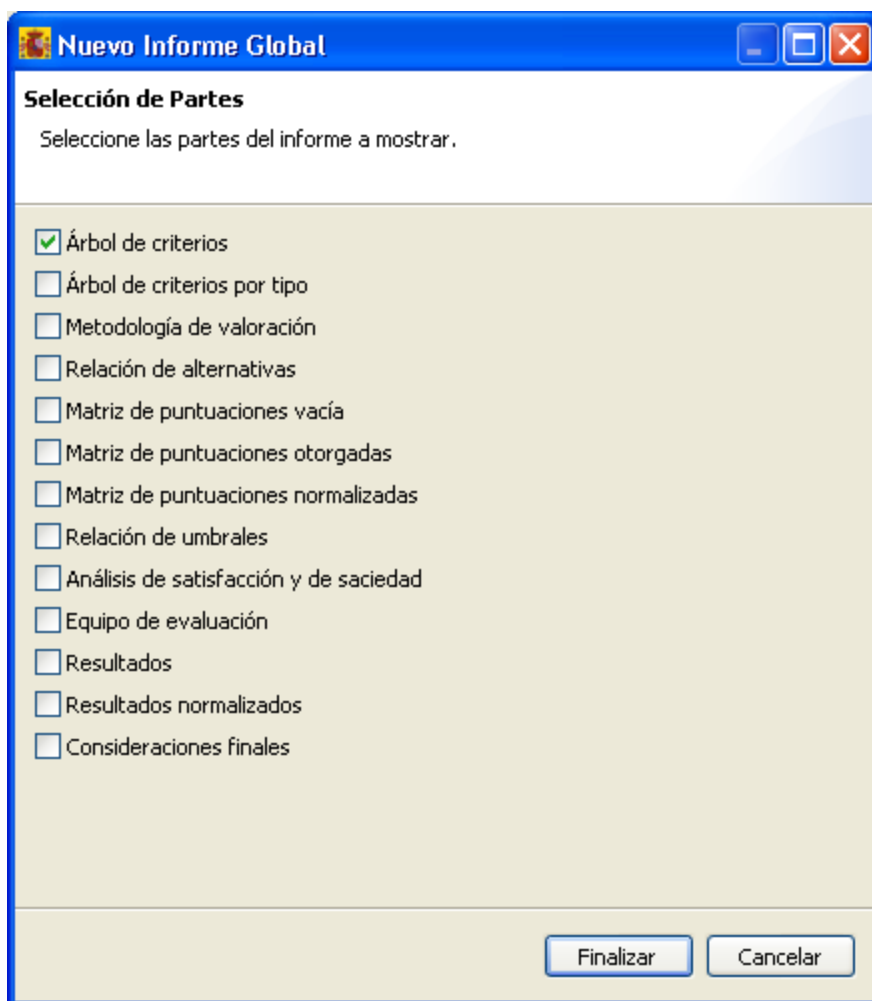 Nuevo Informe Global
Selección de Partes
Seleccione las partes del informe a mostrar.
Árbol de criterios
Árbol de criterios por tipo
Metodología de valoración
Relación de alternativas
Matriz de puntuaciones vacía
Matriz de puntuaciones otorgadas
Matriz de puntuaciones normalizadas
Relación de umbrales
Análisis de satisfacción y de saciedad
Equipo de evaluación
Resultados
Resultados normalizados
Consideraciones finales
Finalizar Cancelar